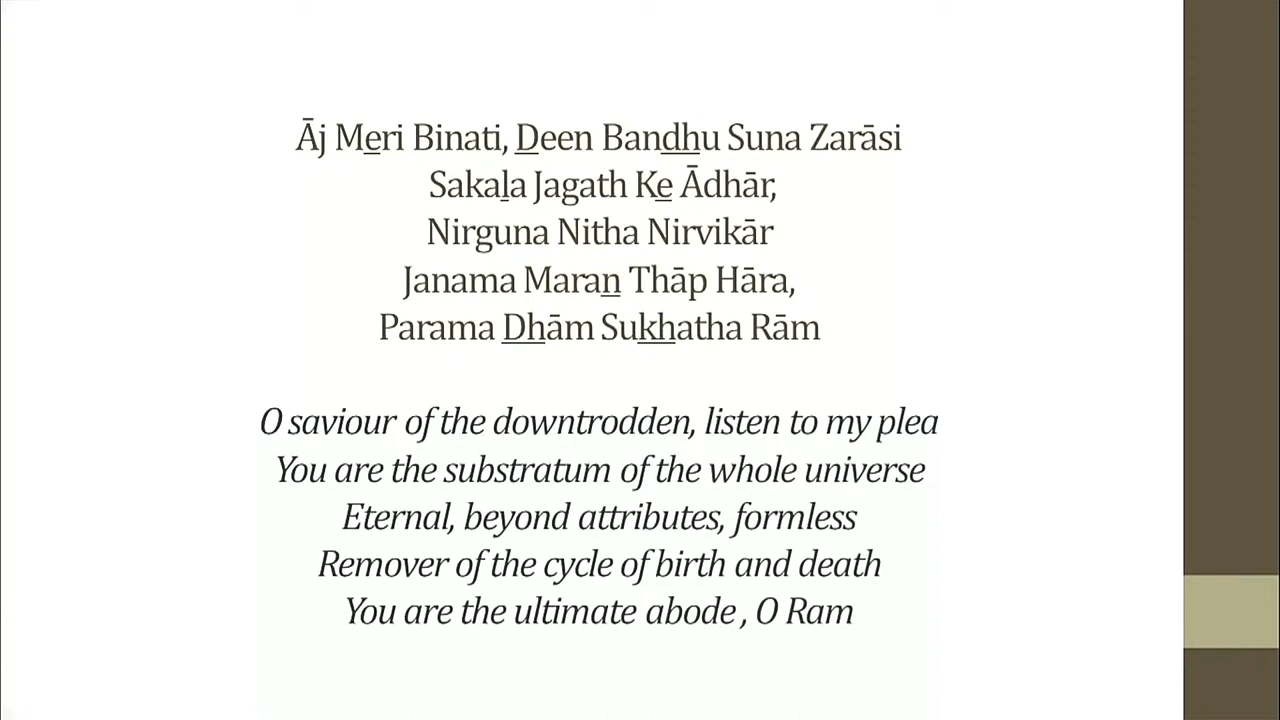 Āj Meri Binati, Deen Bandhu Suna Zarāsi
Sakala Jagath Ke Ādhār,
Nirguna Nitha Nirvikār
Janama Maran Thāp Hāra,
Parama Dhām Sukhatha Rām
O saviour of the downtrodden, listen to my plea
You are the substratum of the whole universe
Eternal, beyond attributes, formless
Remover of the cycle of birth and death
You are the ultimate abode , O Ram